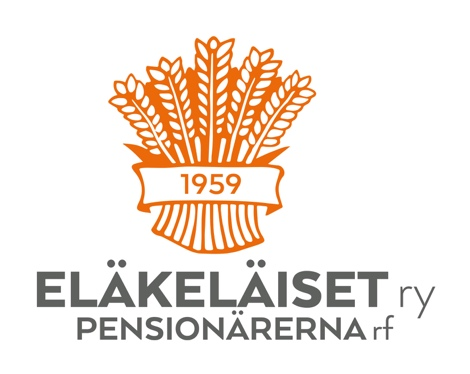 1959
ELÄKELÄISET ry
PENSIONÄRERNA rf